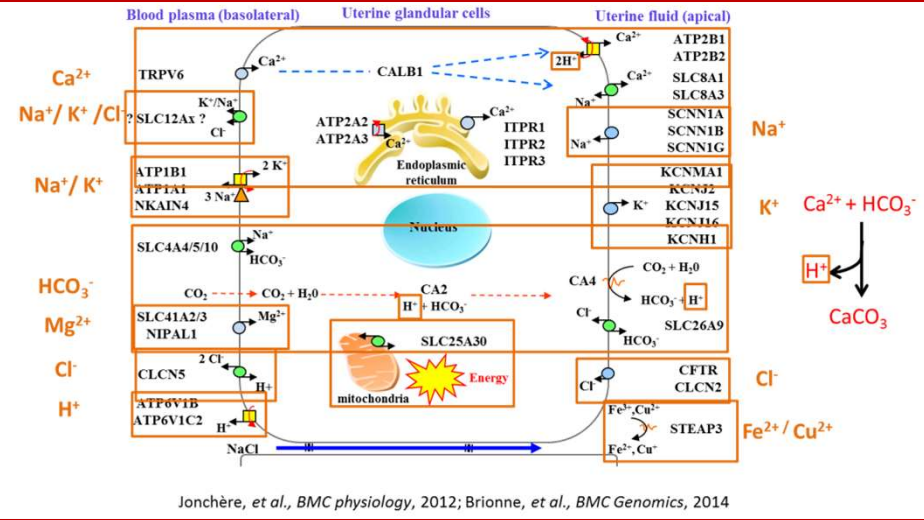 Blood plasma (basolateral)
Uterine glandular cells
Uterine fluid (apical)
Ca²⁺
Na⁺/ K⁺ /Cl⁻
Na⁺/ K⁺
HCO₃⁻
Mg²⁺
Cl⁻
H⁺
TRPV6
Ca²⁺
? SLC12Ax ?
K⁺/Na⁺
Cl⁻
ATP1B1
ATP1A1
NKAIN4
2 K⁺
3 Na⁺
SLC4A4/5/10
Na⁺
HCO₃⁻
CO₂
CO₂ + H₂0
SLC41A2/3
NIPAL1
Mg²⁺
CLCN5
2 Cl⁻
H+
ATP6V1B
ATP6V1C2
H⁺
NaCl
CALB1
ATP2A2
ATP2A3
Ca²⁺
Ca²⁺
ITPR1
ITPR2
ITPR3
Endoplasmic
reticulum
Nucleus
CA2
H⁺ + HCO₃⁻
SLC25A30
mitochondria
Energy
2H⁺
Ca²⁺
ATP2B1
ATP2B2
Ca²⁺
Na⁺
SLC8A1
SLC8A3
Na⁺
SCNN1A
SCNN1B
SCNN1G
K⁺
KCNMA1
KCNJ2
KCNJ15
KCNJ16
KCNH1
CA4
CO₂ + H₂0
HCO₃⁻ + H⁺
Cl⁻
HCO₃⁻
SLC26A9
Cl⁻
CFTR
CLCN2
Fe³⁺,Cu²⁺
Fe²⁺, Cu⁺
STEAP3
Na⁺
K⁺
Cl⁻
Fe²⁺ / Cu²⁺
Ca²⁺ + HCO₃⁻
H⁺
CaCO₃
Jonchère, et al., BMC physiology, 2012; Brionne, et al., BMC Genomics, 2014